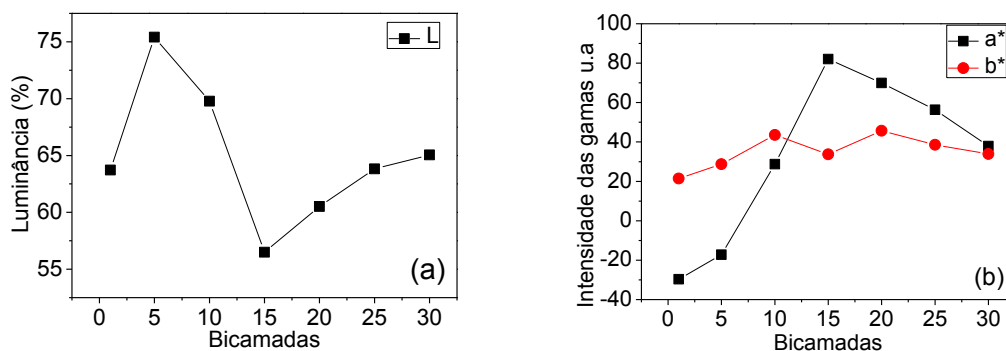 L
75
70
65
60
55
Luminância (%)
0 5 10 15 20 25 30
Bicamadas
(a)
a*
b*
100
80
60
40
20
0
-20
-40
Intensidade das gamas u.a
0 5 10 15 20 25 30
Bicamadas
(b)